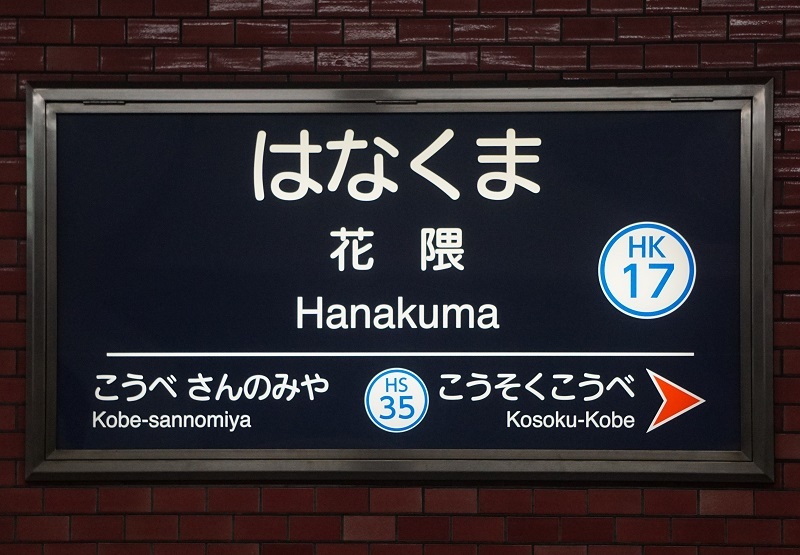 はなくま
花隈
Hanakuma
HK
17
こうべ さんのみや
Kobe-sannomiya
HS
35
こうそくこうべ
Kosoku-Kobe